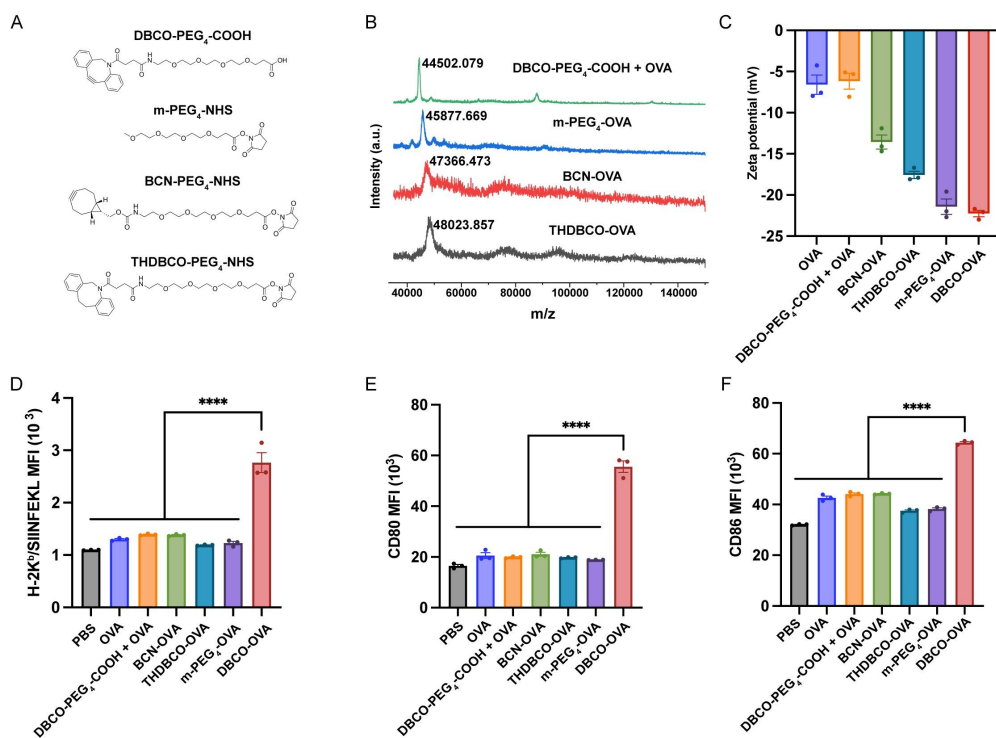 A
DBCO-PEG₄-COOH
m-PEG₄-NHS
BCN-PEG₄-NHS
THDBCO-PEG₄-NHS
B
44502.079
DBCO-PEG₄-COOH + OVA
45877.669
m-PEG₄-OVA
47366.473
BCN-OVA
48023.857
THDBCO-OVA
Intensity (a.u.)
40000 60000 80000 100000 120000 140000
m/z
C
Zeta potential (mV)
0
-5
-10
-15
-20
-25
OVA
DBCO-PEG₄-COOH + OVA
BCN-OVA
THDBCO-OVA
m-PEG₄-OVA
DBCO-OVA
D
H-2Kᵇ/SIINFEKL MFI (10³)
4
3
2
1
0
****
PBS
OVA
DBCO-PEG₄-COOH + OVA
BCN-OVA
THDBCO-OVA
m-PEG₄-OVA
DBCO-OVA
E
CD80 MFI (10³)
80
60
40
20
0
****
PBS
OVA
DBCO-PEG₄-COOH + OVA
BCN-OVA
THDBCO-OVA
m-PEG₄-OVA
DBCO-OVA
F
CD86 MFI (10³)
80
60
40
20
0
****
PBS
OVA
DBCO-PEG₄-COOH + OVA
BCN-OVA
THDBCO-OVA
m-PEG₄-OVA
DBCO-OVA